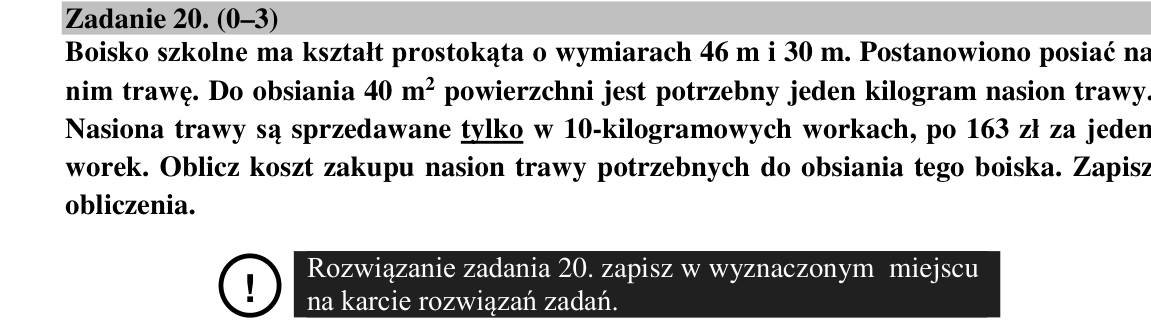 Zadanie 20. (0–3)
Boisko szkolne ma kształt prostokąta o wymiarach 46 m i 30 m. Postanowiono posiać na
nim trawę. Do obsiania 40 m² powierzchni jest potrzebny jeden kilogram nasion trawy.
Nasiona trawy są sprzedawane tylko w 10-kilogramowych workach, po 163 zł za jeden
worek. Oblicz koszt zakupu nasion trawy potrzebnych do obsiania tego boiska. Zapisz
obliczenia.
! Rozwiązanie zadania 20. zapisz w wyznaczonym miejscu
na karcie rozwiązań zadań.